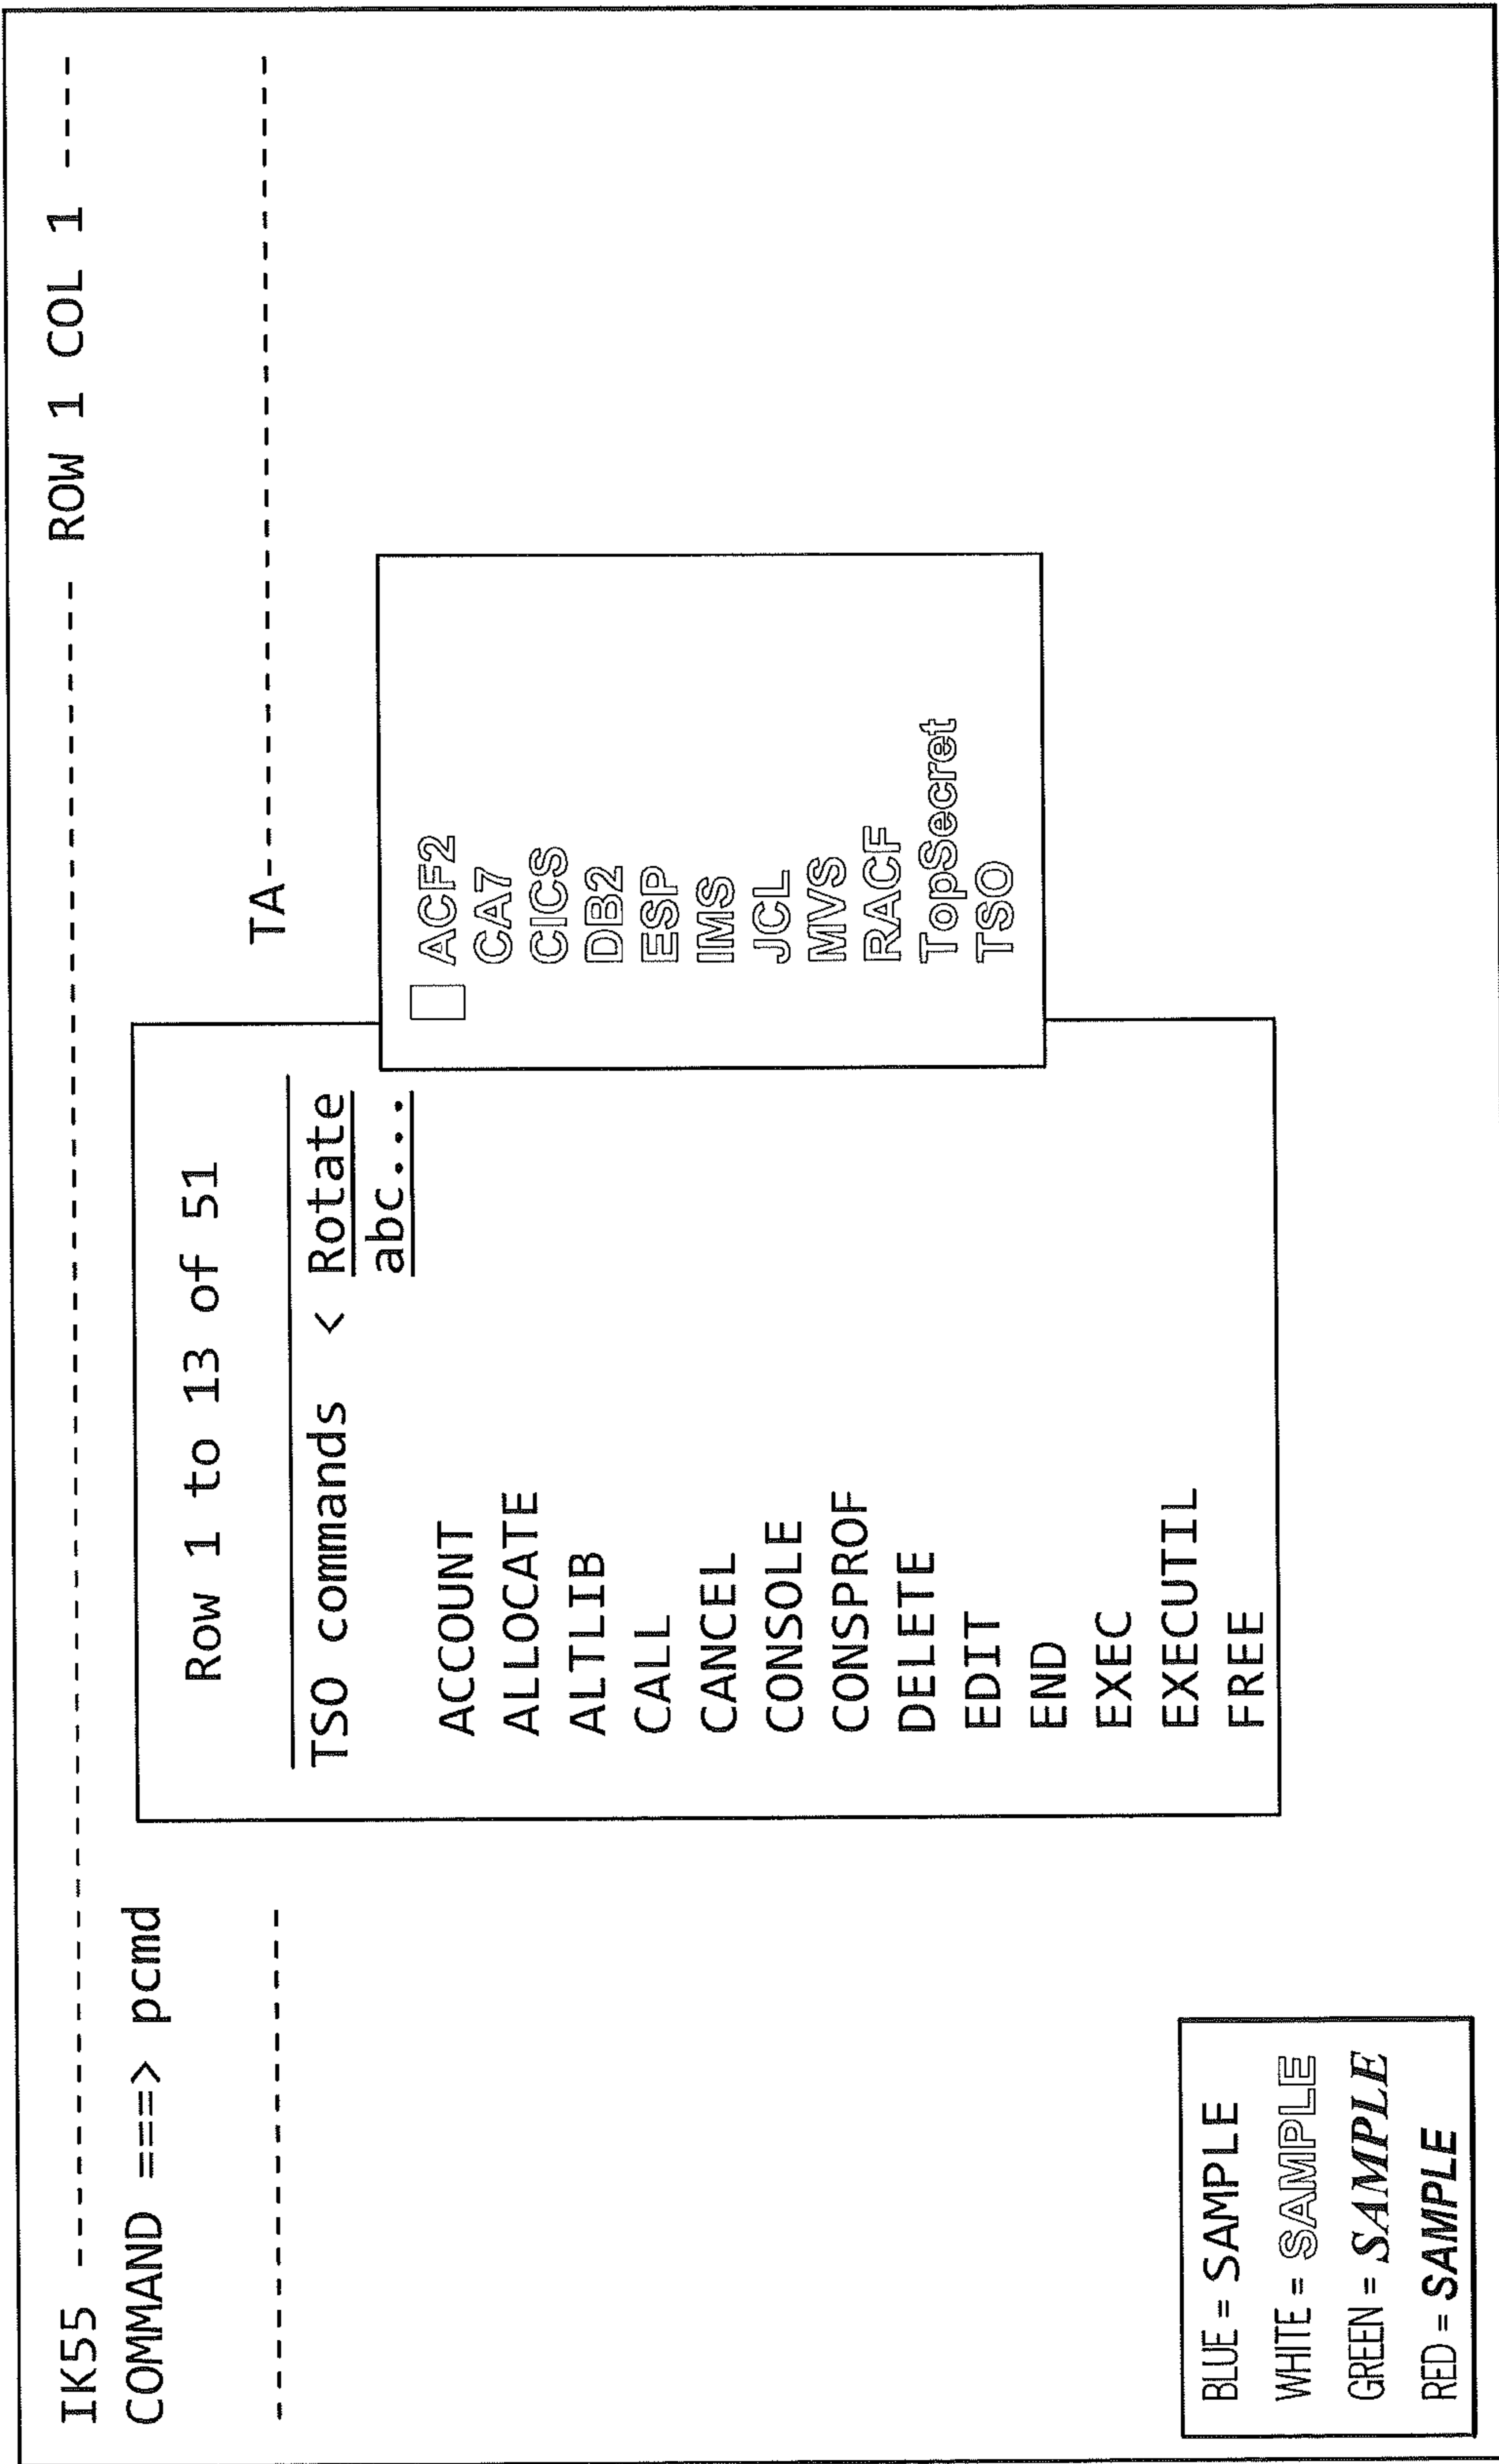 IK55 ---------------------------------------------------------- ROW 1 COL 1 ----
COMMAND ===> pcmd
----------------- TA---------------------------
Row 1 to 13 of 51
TSO commands < Rotate
abc...
ACCOUNT
ALLOCATE
ALTLIB
CALL
CANCEL
CONSOLE
CONSPROF
DELETE
EDIT
END
EXEC
EXECUTIL
FREE
ACF2
CA7
CICS
DB2
ESP
IMS
JCL
MVS
RACF
TopSecret
TSO
BLUE = SAMPLE
WHITE = SAMPLE
GREEN = SAMPLE
RED = SAMPLE